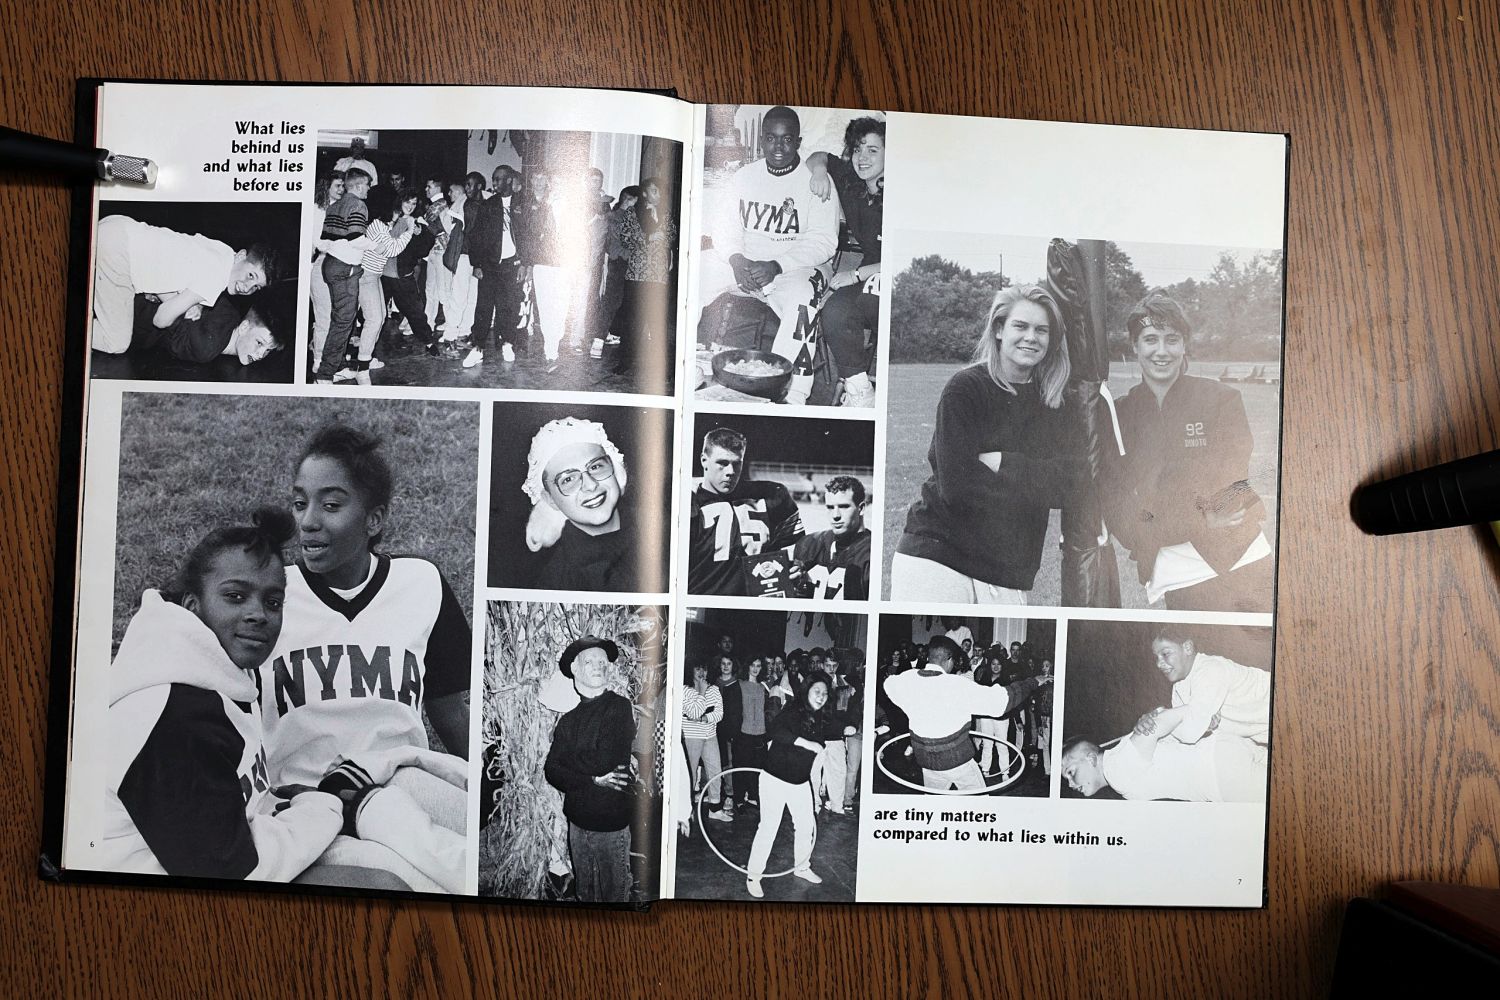 What lies
behind us
and what lies
before us
NYMA
NYMA
75
92
are tiny matters
compared to what lies within us.
6
7